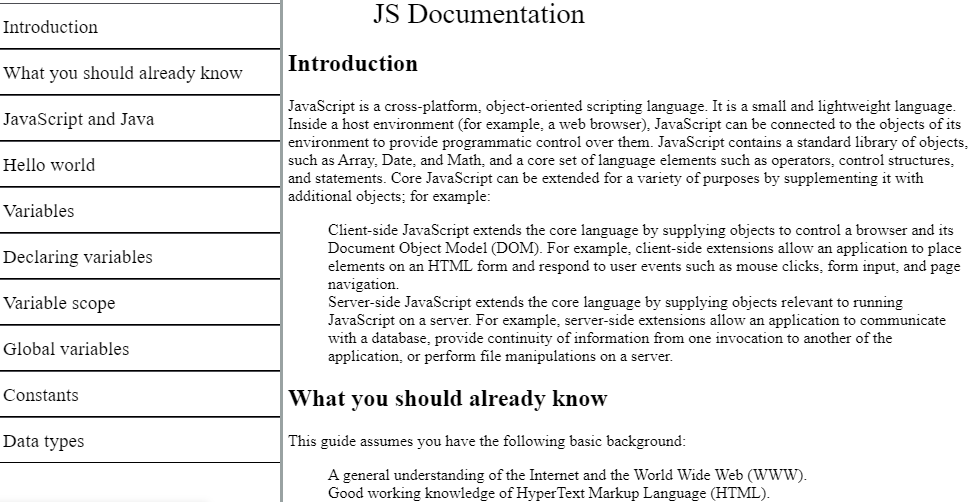 Introduction
What you should already know
JavaScript and Java
Hello world
Variables
Declaring variables
Variable scope
Global variables
Constants
Data types
JS Documentation
Introduction
JavaScript is a cross-platform, object-oriented scripting language. It is a small and lightweight language.
Inside a host environment (for example, a web browser), JavaScript can be connected to the objects of its
environment to provide programmatic control over them. JavaScript contains a standard library of objects,
such as Array, Date, and Math, and a core set of language elements such as operators, control structures,
and statements. Core JavaScript can be extended for a variety of purposes by supplementing it with
additional objects; for example:
Client-side JavaScript extends the core language by supplying objects to control a browser and its
Document Object Model (DOM). For example, client-side extensions allow an application to place
elements on an HTML form and respond to user events such as mouse clicks, form input, and page
navigation.
Server-side JavaScript extends the core language by supplying objects relevant to running
JavaScript on a server. For example, server-side extensions allow an application to communicate
with a database, provide continuity of information from one invocation to another of the
application, or perform file manipulations on a server.
What you should already know
This guide assumes you have the following basic background:
A general understanding of the Internet and the World Wide Web (WWW).
Good working knowledge of HyperText Markup Language (HTML).